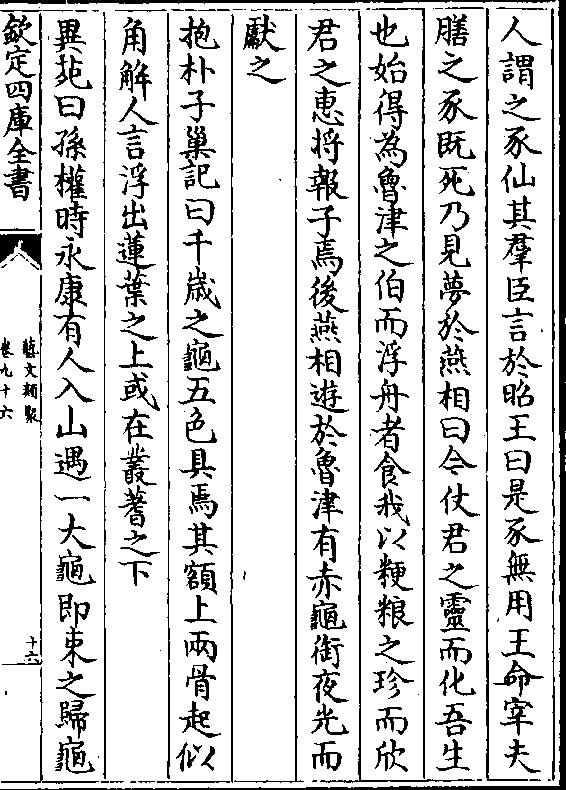 人謂之豕仙其羣臣言於昭王曰是豕無用王命宰夫
膳之豕既死乃見夢於燕相曰今仗君之靈而化吾生
也始得為魯津之伯而浮舟者食我以粳粮之珍而欣
君之惠将報子焉後燕相遊於魯津有赤龜銜夜光而
獻之
抱朴子巢記曰千歲之龜五色具焉其額上兩骨起似
角解人言浮出蓮葉之上或在叢蓍之下
異苑曰孫權時永康有人入山遇一大龜即束之歸龜
欽定四庫全書
藝文類聚
卷九十六
十六